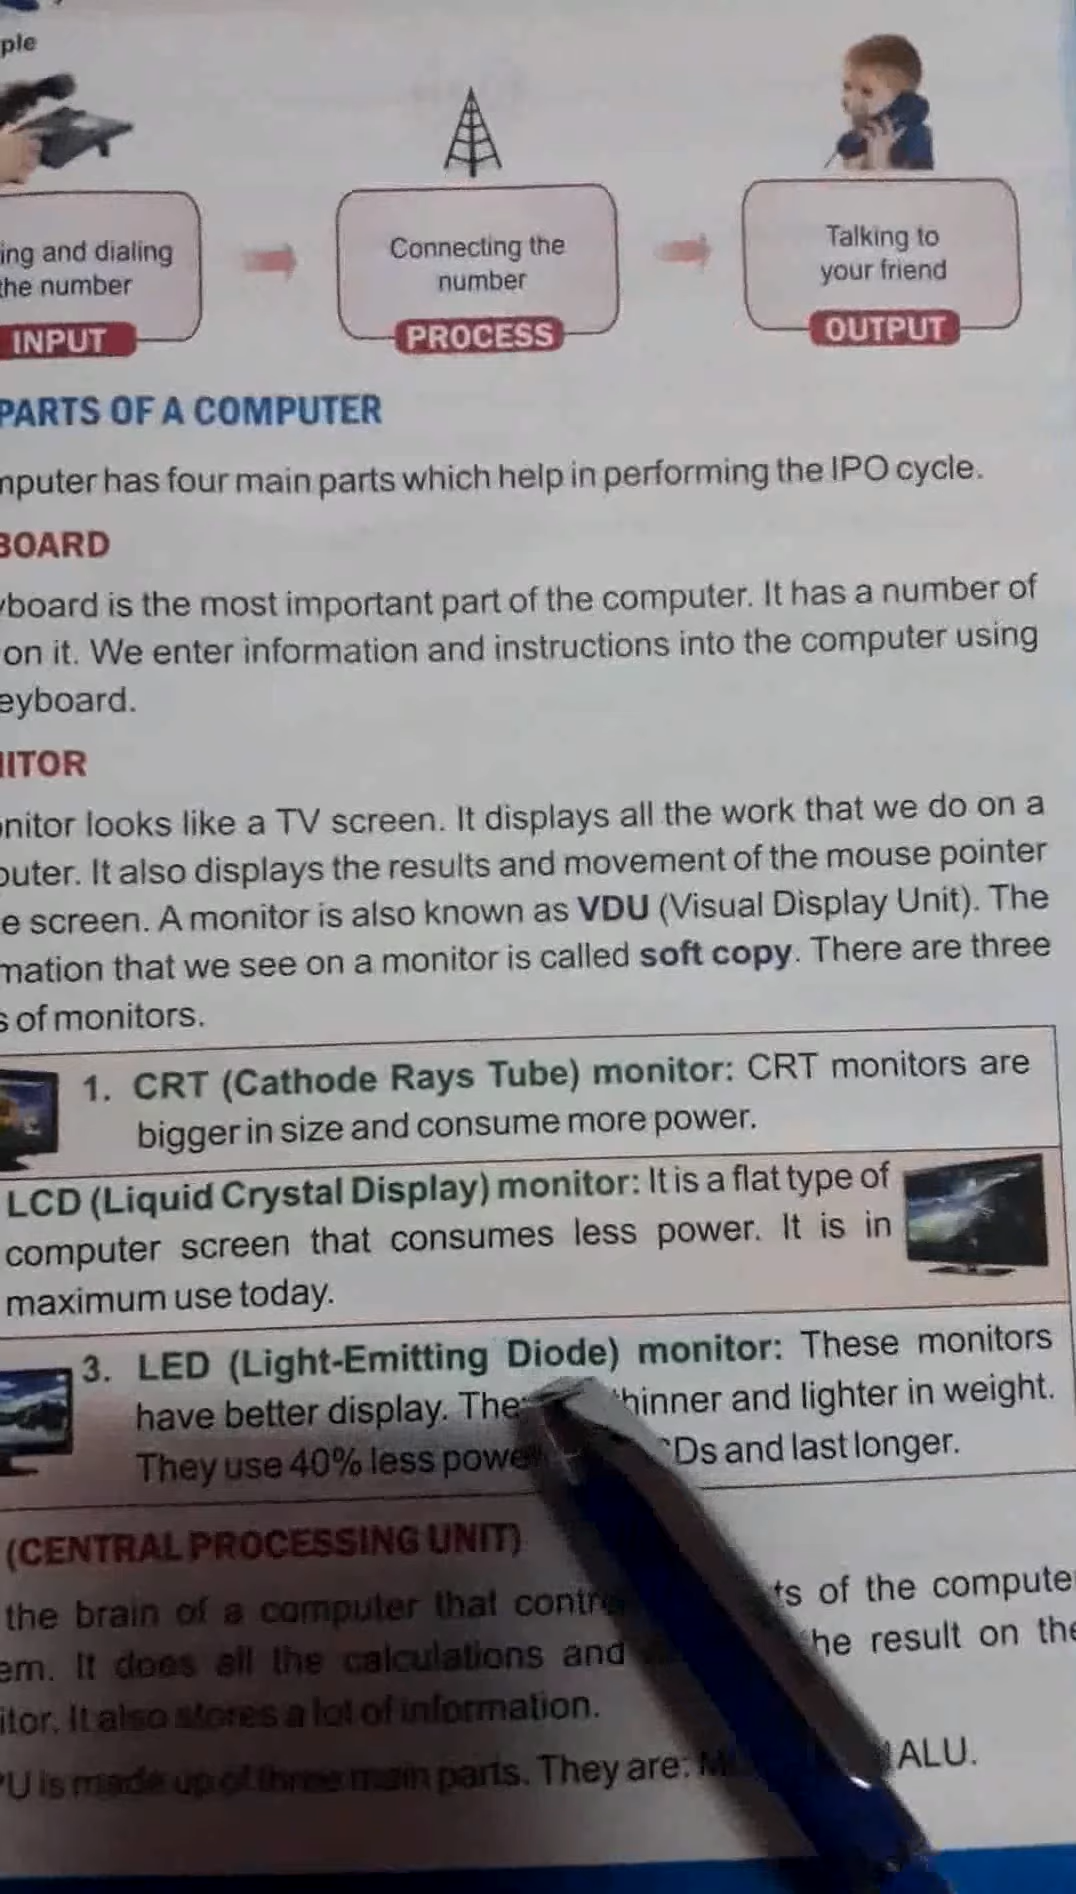 ple
ing and dialing
the number
INPUT
Connecting the
number
PROCESS
Talking to
your friend
OUTPUT
PARTS OF A COMPUTER
mputer has four main parts which help in performing the IPO cycle.
BOARD
yboard is the most important part of the computer. It has a number of
on it. We enter information and instructions into the computer using
eyboard.
NITOR
onitor looks like a TV screen. It displays all the work that we do on a
puter. It also displays the results and movement of the mouse pointer
e screen. A monitor is also known as VDU (Visual Display Unit). The
mation that we see on a monitor is called soft copy. There are three
s of monitors.
1. CRT (Cathode Rays Tube) monitor: CRT monitors are
bigger in size and consume more power.
LCD (Liquid Crystal Display) monitor: It is a flat type of
computer screen that consumes less power. It is in
maximum use today.
3. LED (Light-Emitting Diode) monitor: These monitors
have better display. The thinner and lighter in weight.
They use 40% less power CDs and last longer.
(CENTRAL PROCESSING UNIT)
the brain of a computer that contro ts of the compute
em. It does all the calculations and he result on the
itor. It also stores a lot of information.
PU is made up of three main parts. They are: M ALU.